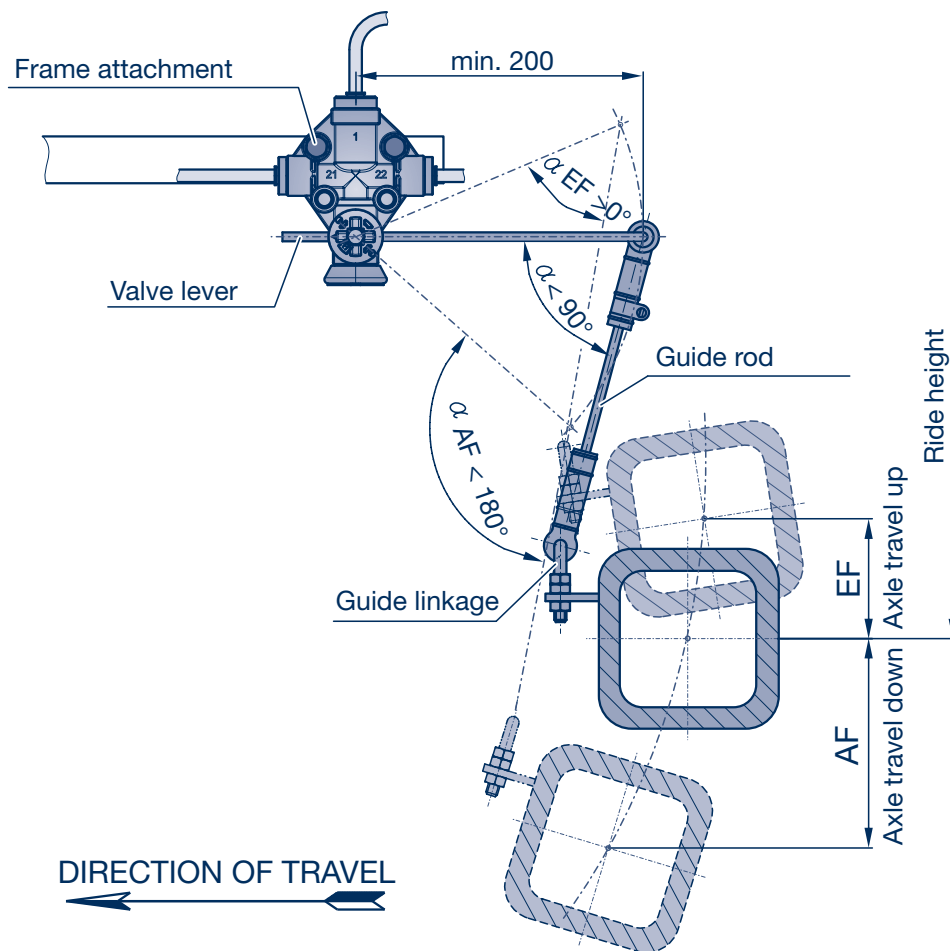 min. 200
Frame attachment
1
21
22
α EF >0°
Valve lever
α < 90°
Guide rod
α AF < 180°
Guide linkage
Ride height
Axle travel up
EF
Axle travel down
AF
DIRECTION OF TRAVEL